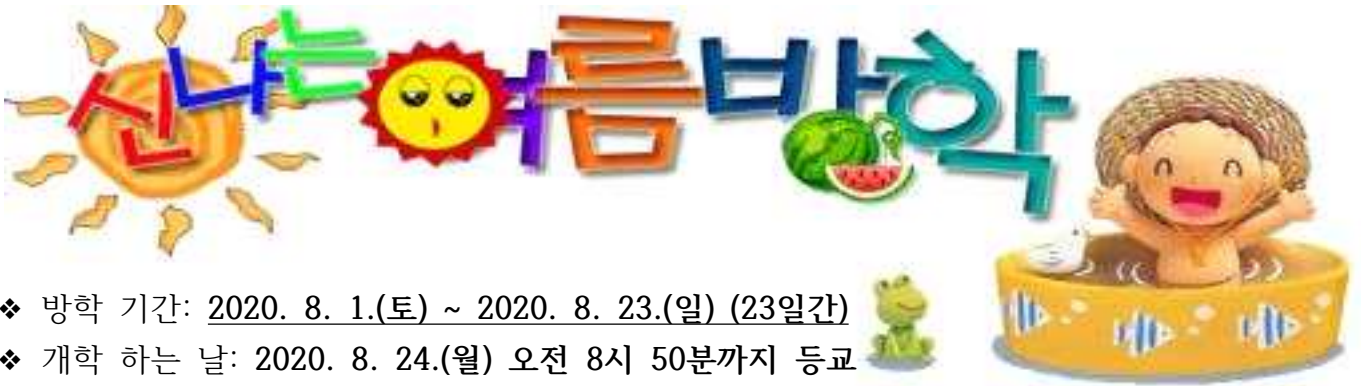 신나는 여름방학
❖ 방학 기간: 2020. 8. 1.(토) ~ 2020. 8. 23.(일) (23일간)
❖ 개학 하는 날: 2020. 8. 24.(월) 오전 8시 50분까지 등교